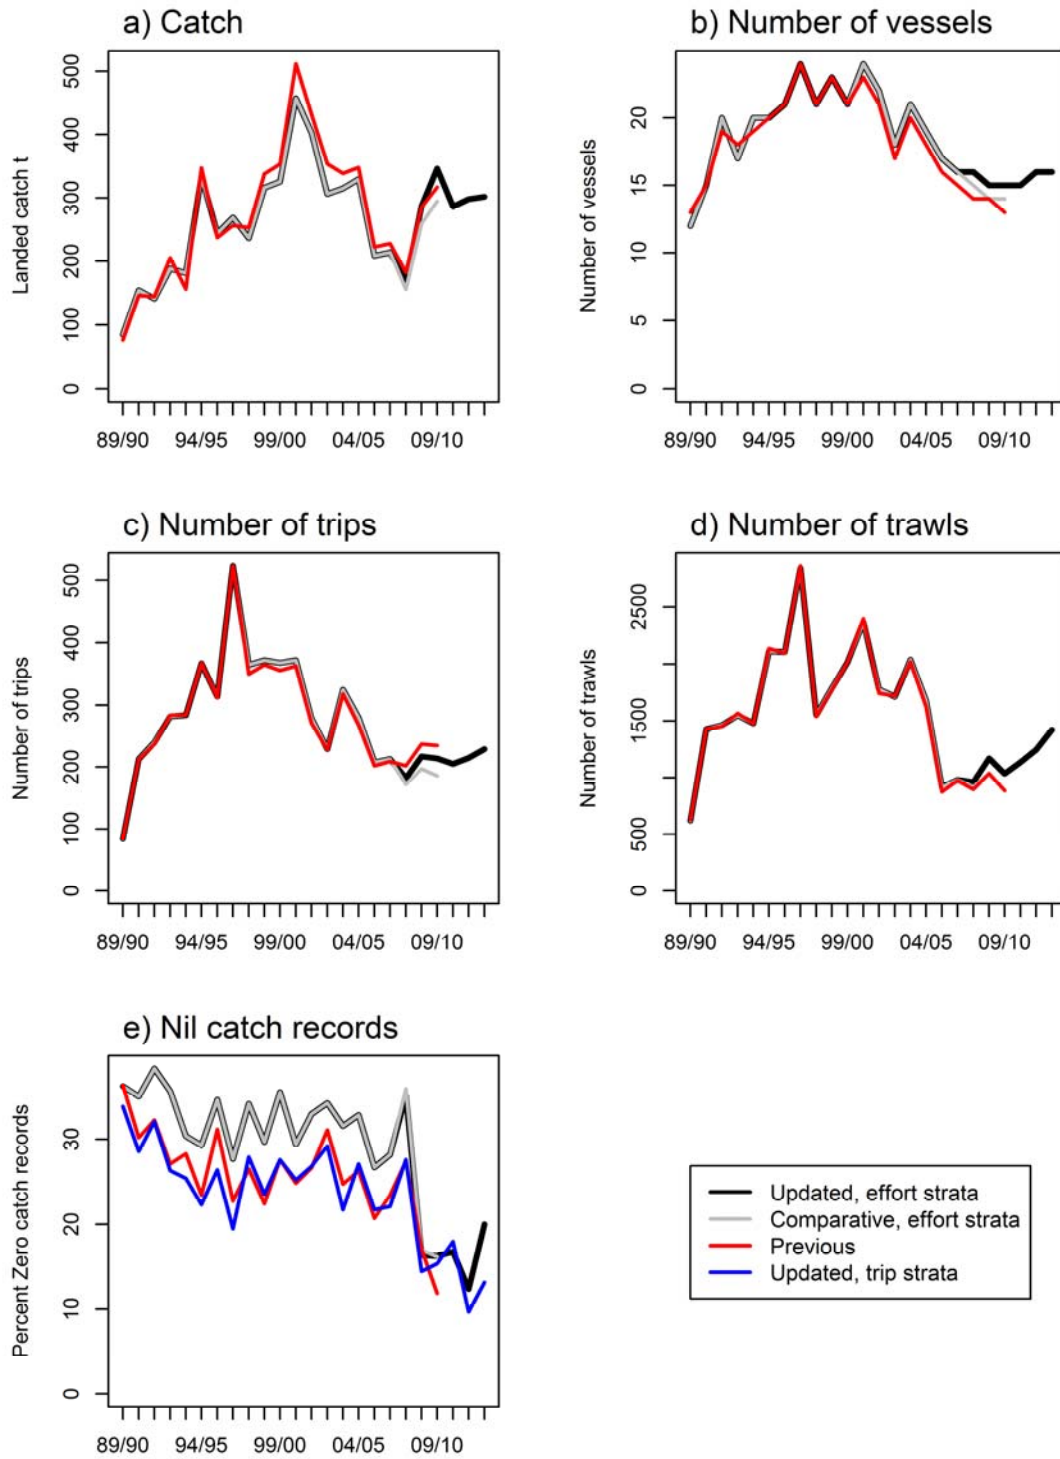 a) Catch
Landed catch t
500
400
300
200
100
0
89/90 94/95 99/00 04/05 09/10
b) Number of vessels
Number of vessels
20
15
10
5
0
89/90 94/95 99/00 04/05 09/10
c) Number of trips
Number of trips
500
400
300
200
100
0
89/90 94/95 99/00 04/05 09/10
d) Number of trawls
Number of trawls
2500
1500
500
0
89/90 94/95 99/00 04/05 09/10
e) Nil catch records
Percent Zero catch records
30
20
10
0
89/90 94/95 99/00 04/05 09/10
Updated, effort strata
Comparative, effort strata
Previous
Updated, trip strata